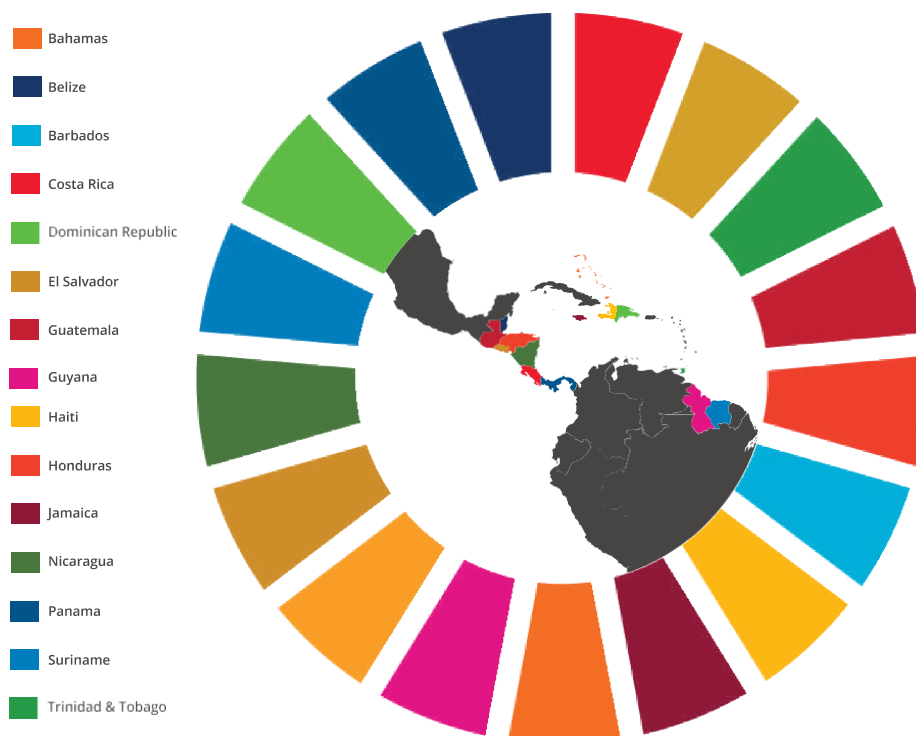 Bahamas
Belize
Barbados
Costa Rica
Dominican Republic
El Salvador
Guatemala
Guyana
Haiti
Honduras
Jamaica
Nicaragua
Panama
Suriname
Trinidad & Tobago